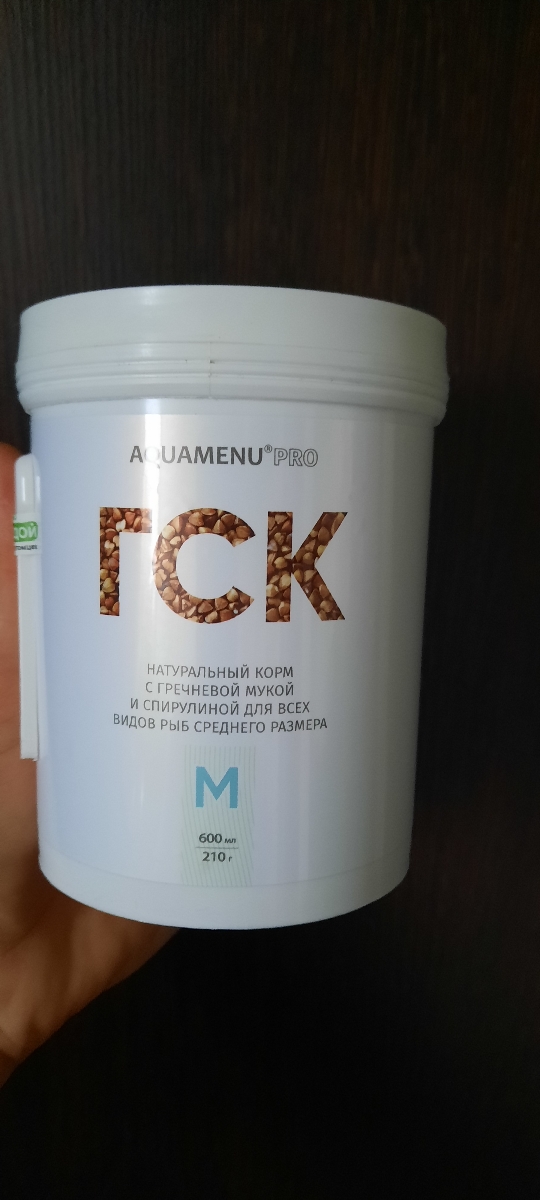 AQUAMENU® PRO
ГСК
НАТУРАЛЬНЫЙ КОРМ
С ГРЕЧНЕВОЙ МУКОЙ
И СПИРУЛИНОЙ ДЛЯ ВСЕХ
ВИДОВ РЫБ СРЕДНЕГО РАЗМЕРА
M
600 мл
210 г